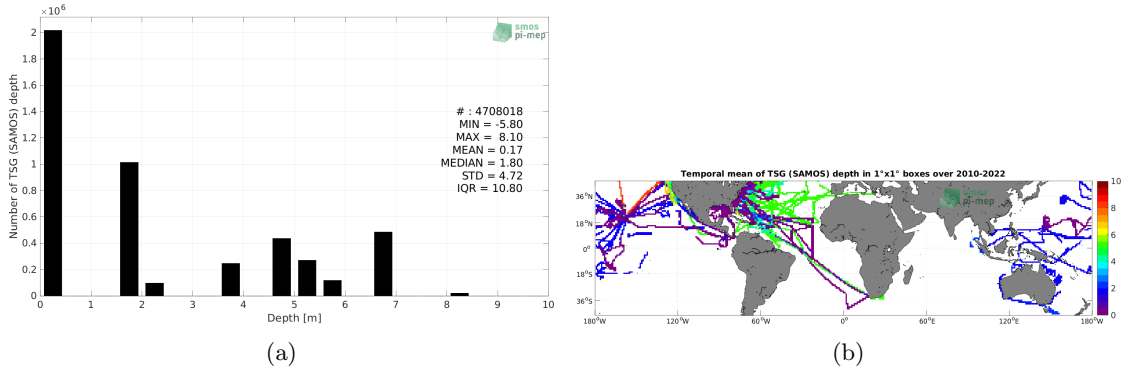 ×10⁶
2
1.8
1.6
1.4
1.2
1
0.8
0.6
0.4
0.2
0
Number of TSG (SAMOS) depth
0 1 2 3 4 5 6 7 8 9 10
Depth [m]
smos
pi-mep
# : 4708018
MIN = -5.80
MAX = 8.10
MEAN = 0.17
MEDIAN = 1.80
STD = 4.72
IQR = 10.80
(a)
Temporal mean of TSG (SAMOS) depth in 1°x1° boxes over 2010-2022
smos
pi-mep
36°N
18°N
0°
18°S
36°S
180°W 120°W 60°W 0° 60°E 120°E 180°E
10
8
6
4
2
0
(b)